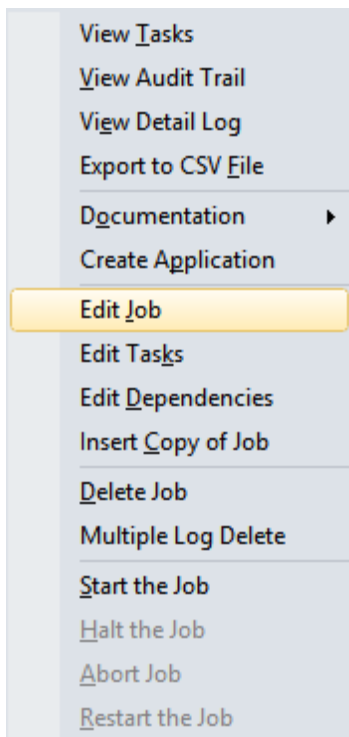 View Tasks
View Audit Trail
View Detail Log
Export to CSV File
Documentation
Create Application
Edit Job
Edit Tasks
Edit Dependencies
Insert Copy of Job
Delete Job
Multiple Log Delete
Start the Job
Halt the Job
Abort Job
Restart the Job